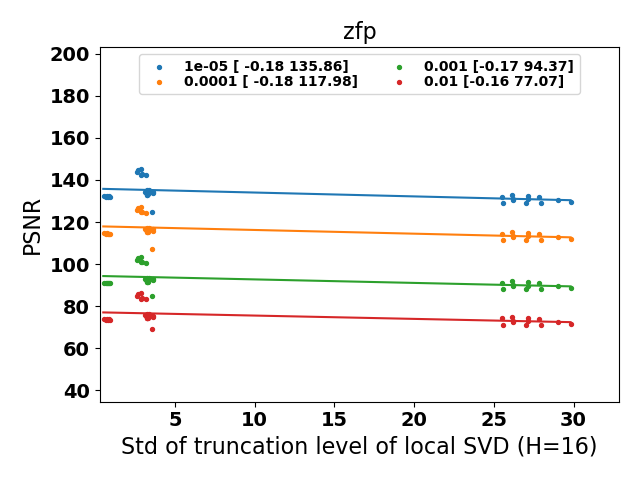 zfp
1e-05 [ -0.18 135.86]
0.0001 [ -0.18 117.98]
0.001 [-0.17 94.37]
0.01 [-0.16 77.07]
200
180
160
140
120
100
80
60
40
PSNR
5 10 15 20 25 30
Std of truncation level of local SVD (H=16)